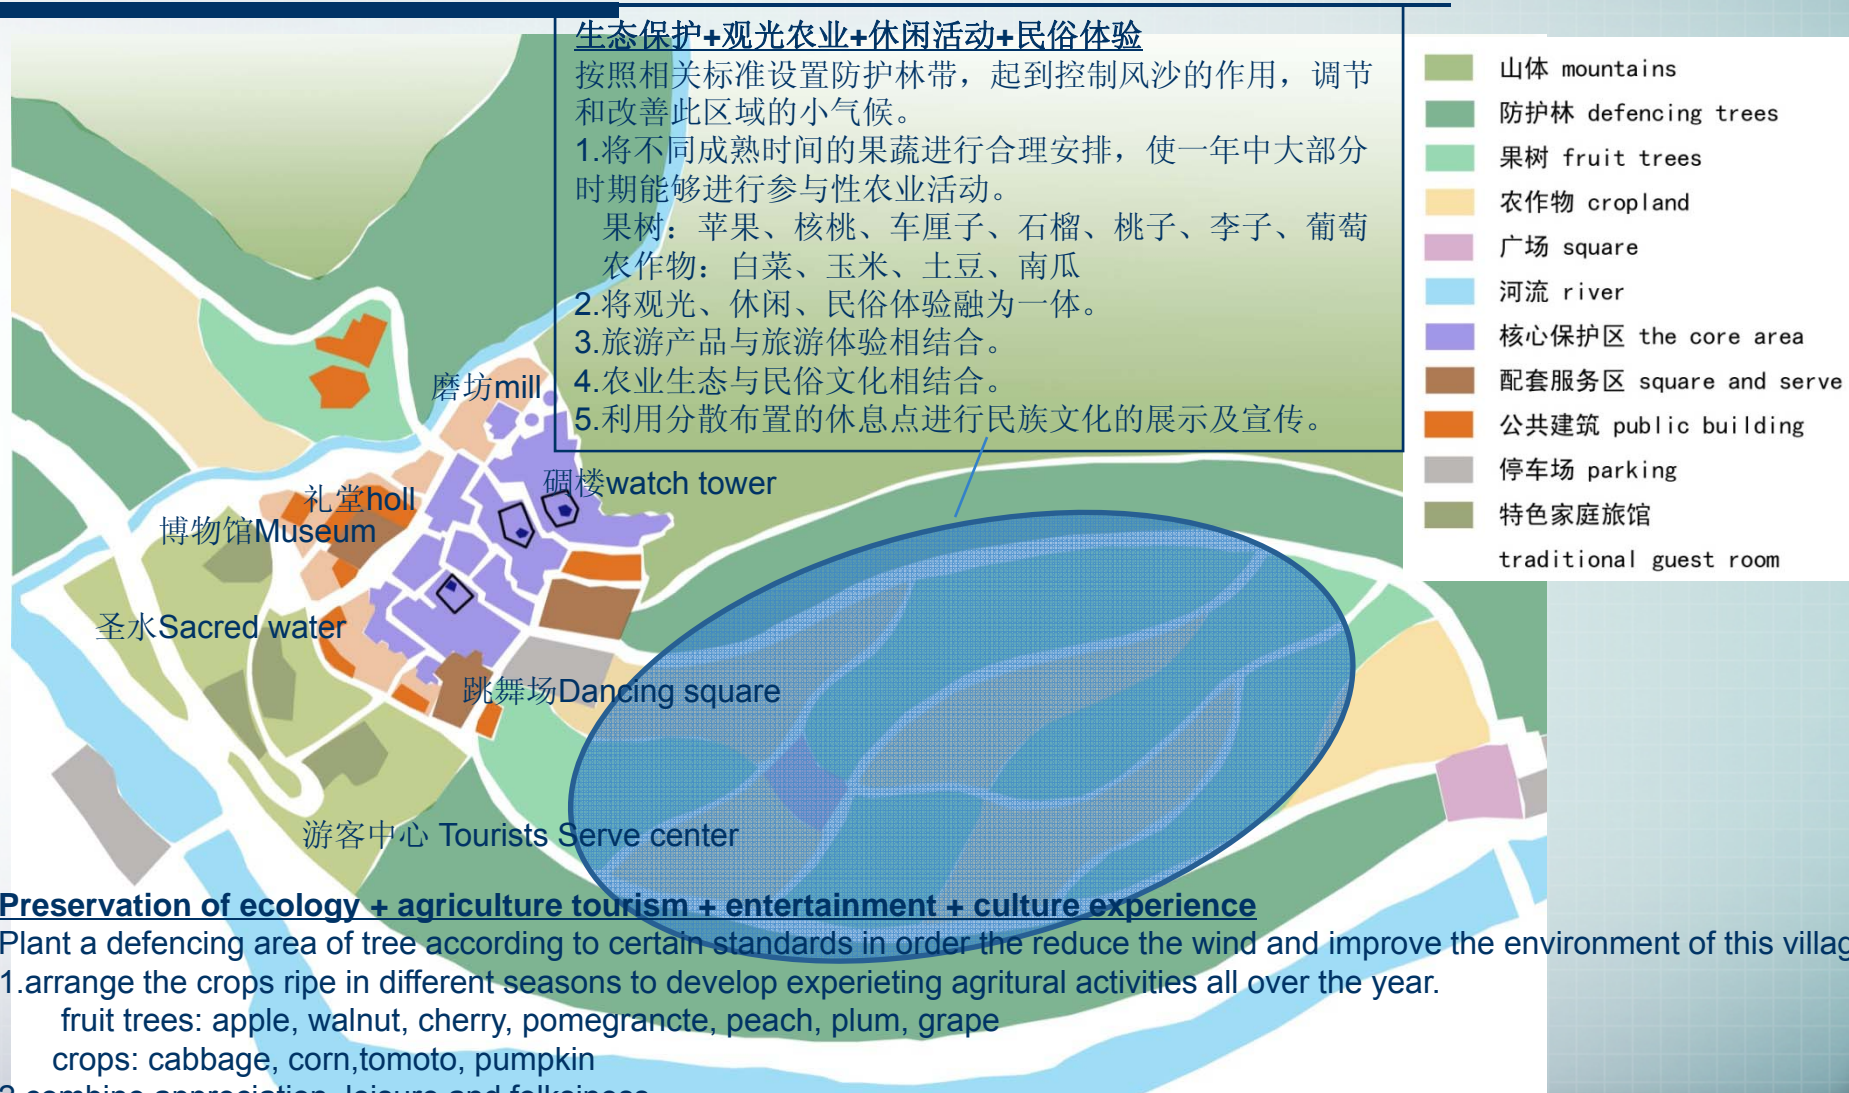 生态保护+观光农业+休闲活动+民俗体验
按照相关标准设置防护林带，起到控制风沙的作用，调节
和改善此区域的小气候。
1.将不同成熟时间的果蔬进行合理安排，使一年中大部分
时期能够进行参与性农业活动。
果树：苹果、核桃、车厘子、石榴、桃子、李子、葡萄
农作物：白菜、玉米、土豆、南瓜
2.将观光、休闲、民俗体验融为一体。
3.旅游产品与旅游体验相结合。
4.农业生态与民俗文化相结合。
5.利用分散布置的休息点进行民族文化的展示及宣传。
山体 mountains
防护林 defencing trees
果树 fruit trees
农作物 cropland
广场 square
河流 river
核心保护区 the core area
配套服务区 square and serve
公共建筑 public building
停车场 parking
特色家庭旅馆
traditional guest room
磨坊mill
碉楼watch tower
礼堂holl
博物馆Museum
圣水Sacred water
跳舞场Dancing square
游客中心 Tourists Serve center
Preservation of ecology + agriculture tourism + entertainment + culture experience
Plant a defencing area of tree according to certain standards in order the reduce the wind and improve the environment of this villag
1.arrange the crops ripe in different seasons to develop experieting agritural activities all over the year.
fruit trees: apple, walnut, cherry, pomegrancte, peach, plum, grape
crops: cabbage, corn,tomoto, pumpkin
2.combine appreciation, leisure and folksiness